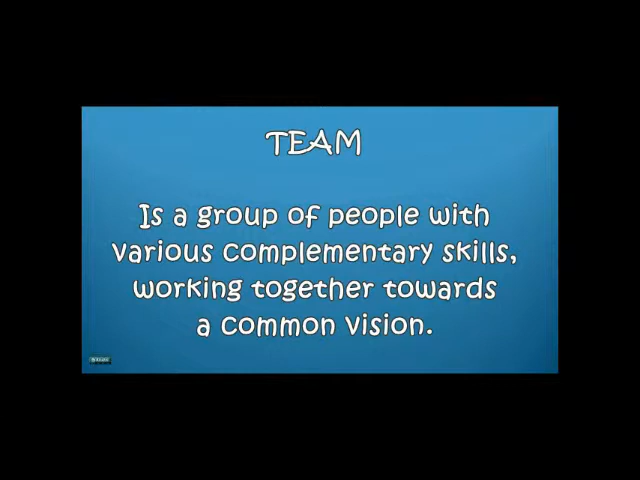 TEAM
Is a group of people with
various complementary skills,
working together towards
a common vision.